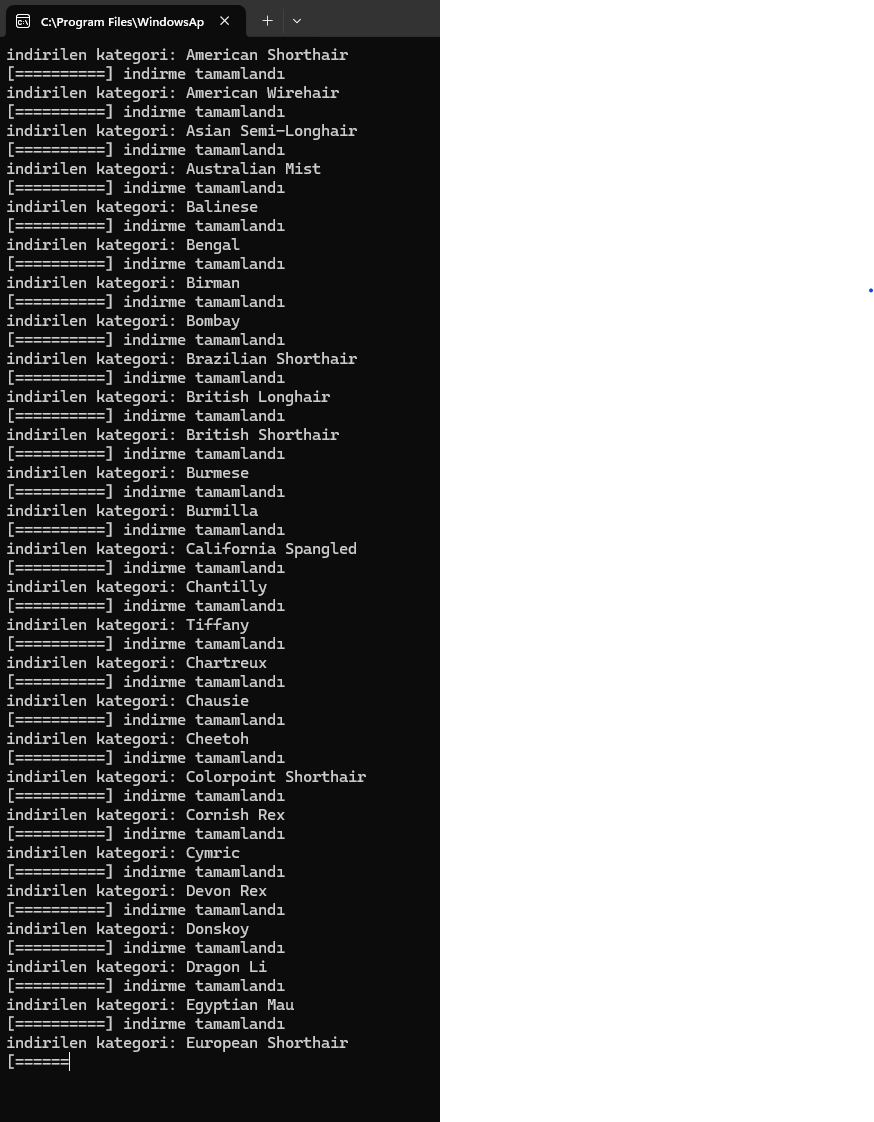 C:\Program Files\WindowsAp
indirilen kategori: American Shorthair
[==========] indirme tamamlandı
indirilen kategori: American Wirehair
[==========] indirme tamamlandı
indirilen kategori: Asian Semi-Longhair
[==========] indirme tamamlandı
indirilen kategori: Australian Mist
[==========] indirme tamamlandı
indirilen kategori: Balinese
[==========] indirme tamamlandı
indirilen kategori: Bengal
[==========] indirme tamamlandı
indirilen kategori: Birman
[==========] indirme tamamlandı
indirilen kategori: Bombay
[==========] indirme tamamlandı
indirilen kategori: Brazilian Shorthair
[==========] indirme tamamlandı
indirilen kategori: British Longhair
[==========] indirme tamamlandı
indirilen kategori: British Shorthair
[==========] indirme tamamlandı
indirilen kategori: Burmese
[==========] indirme tamamlandı
indirilen kategori: Burmilla
[==========] indirme tamamlandı
indirilen kategori: California Spangled
[==========] indirme tamamlandı
indirilen kategori: Chantilly
[==========] indirme tamamlandı
indirilen kategori: Tiffany
[==========] indirme tamamlandı
indirilen kategori: Chartreux
[==========] indirme tamamlandı
indirilen kategori: Chausie
[==========] indirme tamamlandı
indirilen kategori: Cheetoh
[==========] indirme tamamlandı
indirilen kategori: Colorpoint Shorthair
[==========] indirme tamamlandı
indirilen kategori: Cornish Rex
[==========] indirme tamamlandı
indirilen kategori: Cymric
[==========] indirme tamamlandı
indirilen kategori: Devon Rex
[==========] indirme tamamlandı
indirilen kategori: Donskoy
[==========] indirme tamamlandı
indirilen kategori: Dragon Li
[==========] indirme tamamlandı
indirilen kategori: Egyptian Mau
[==========] indirme tamamlandı
indirilen kategori: European Shorthair
[======